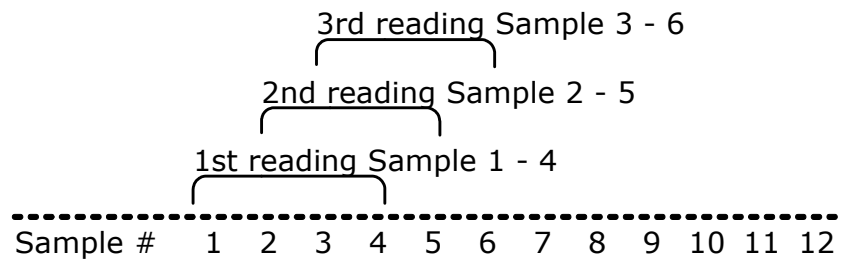 3rd reading Sample 3 - 6
2nd reading Sample 2 - 5
1st reading Sample 1 - 4
Sample # 1 2 3 4 5 6 7 8 9 10 11 12